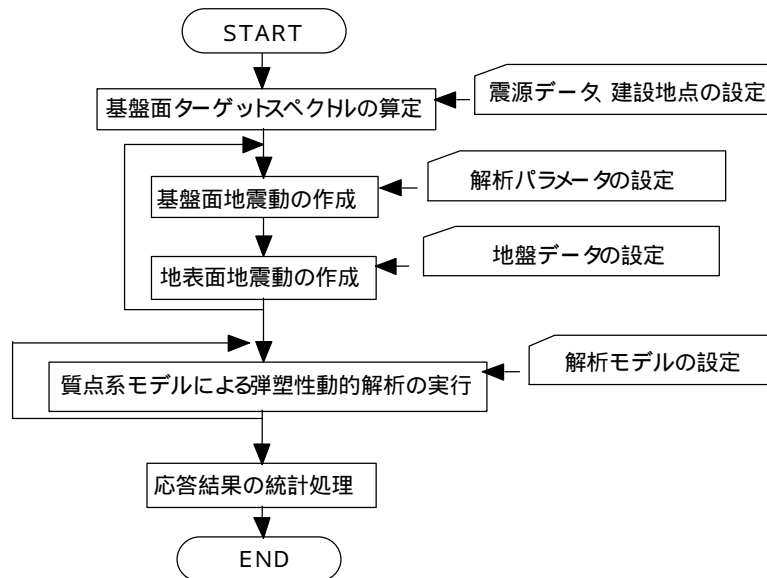 START
基盤面ターゲットスペクトルの算定
震源データ、建設地点の設定
基盤面地震動の作成
解析パラメータの設定
地表面地震動の作成
地盤データの設定
質点系モデルによる弾塑性動的解析の実行
解析モデルの設定
応答結果の統計処理
END